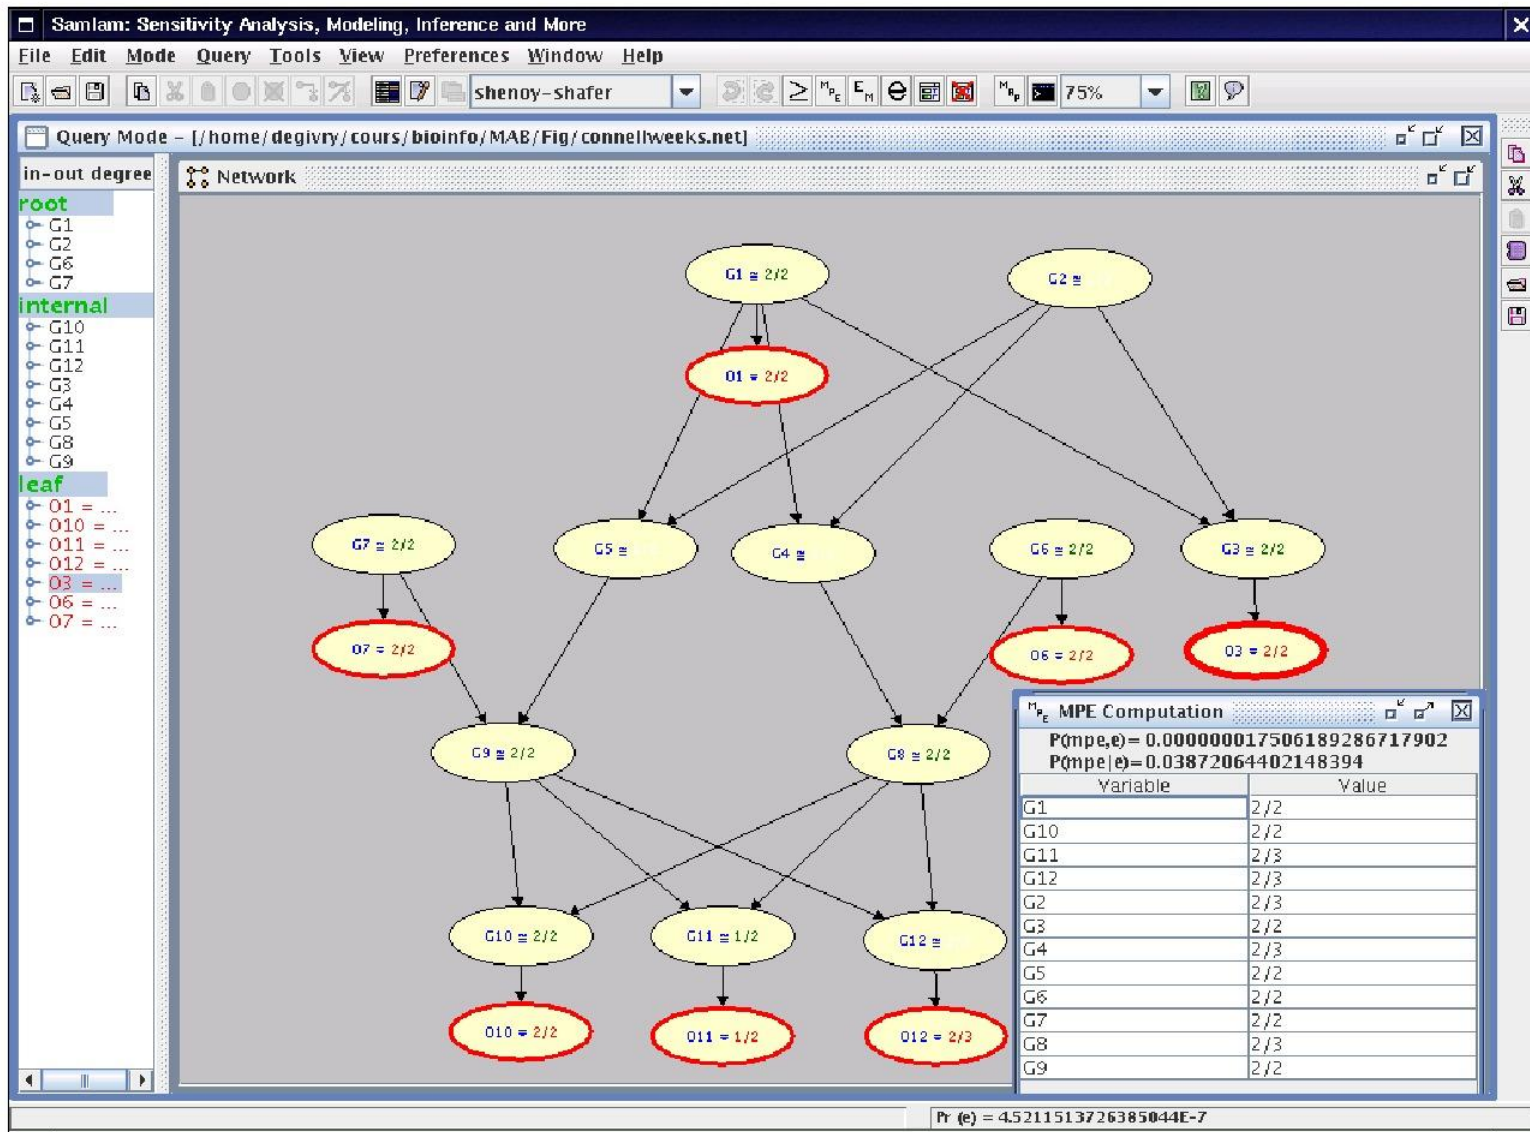 Samlam: Sensitivity Analysis, Modeling, Inference and More
File Edit Mode Query Tools View Preferences Window Help
shenoy-shafer
MPE
EM
MAP
75%
Query Mode – [/home/degivry/cours/bioinfo/MAB/Fig/connellweeks.net]
in-out degree
root
G1
G2
G6
G7
internal
G10
G11
G12
G3
G4
G5
G8
G9
leaf
O1 = ...
O10 = ...
O11 = ...
O12 = ...
O3 = ...
O6 = ...
O7 = ...
Network
G1 ≅ 2/2
G2 ≅
O1 = 2/2
G7 ≅ 2/2
G5 ≅
G4 ≅
G6 ≅ 2/2
G3 ≅ 2/2
O7 = 2/2
O6 = 2/2
O3 = 2/2
G9 ≅ 2/2
G8 ≅ 2/2
G10 ≅ 2/2
G11 ≅ 1/2
G12 ≅
O10 = 2/2
O11 = 1/2
O12 = 2/3
MPE MPE Computation
P(mpe,e)= 0.000000017506189286717902
P(mpe|e)=0.03872064402148394
Variable Value
G1 2/2
G10 2/2
G11 2/3
G12 2/3
G2 2/3
G3 2/2
G4 2/3
G5 2/2
G6 2/2
G7 2/2
G8 2/3
G9 2/2
Pr (e) = 4.5211513726385044E-7